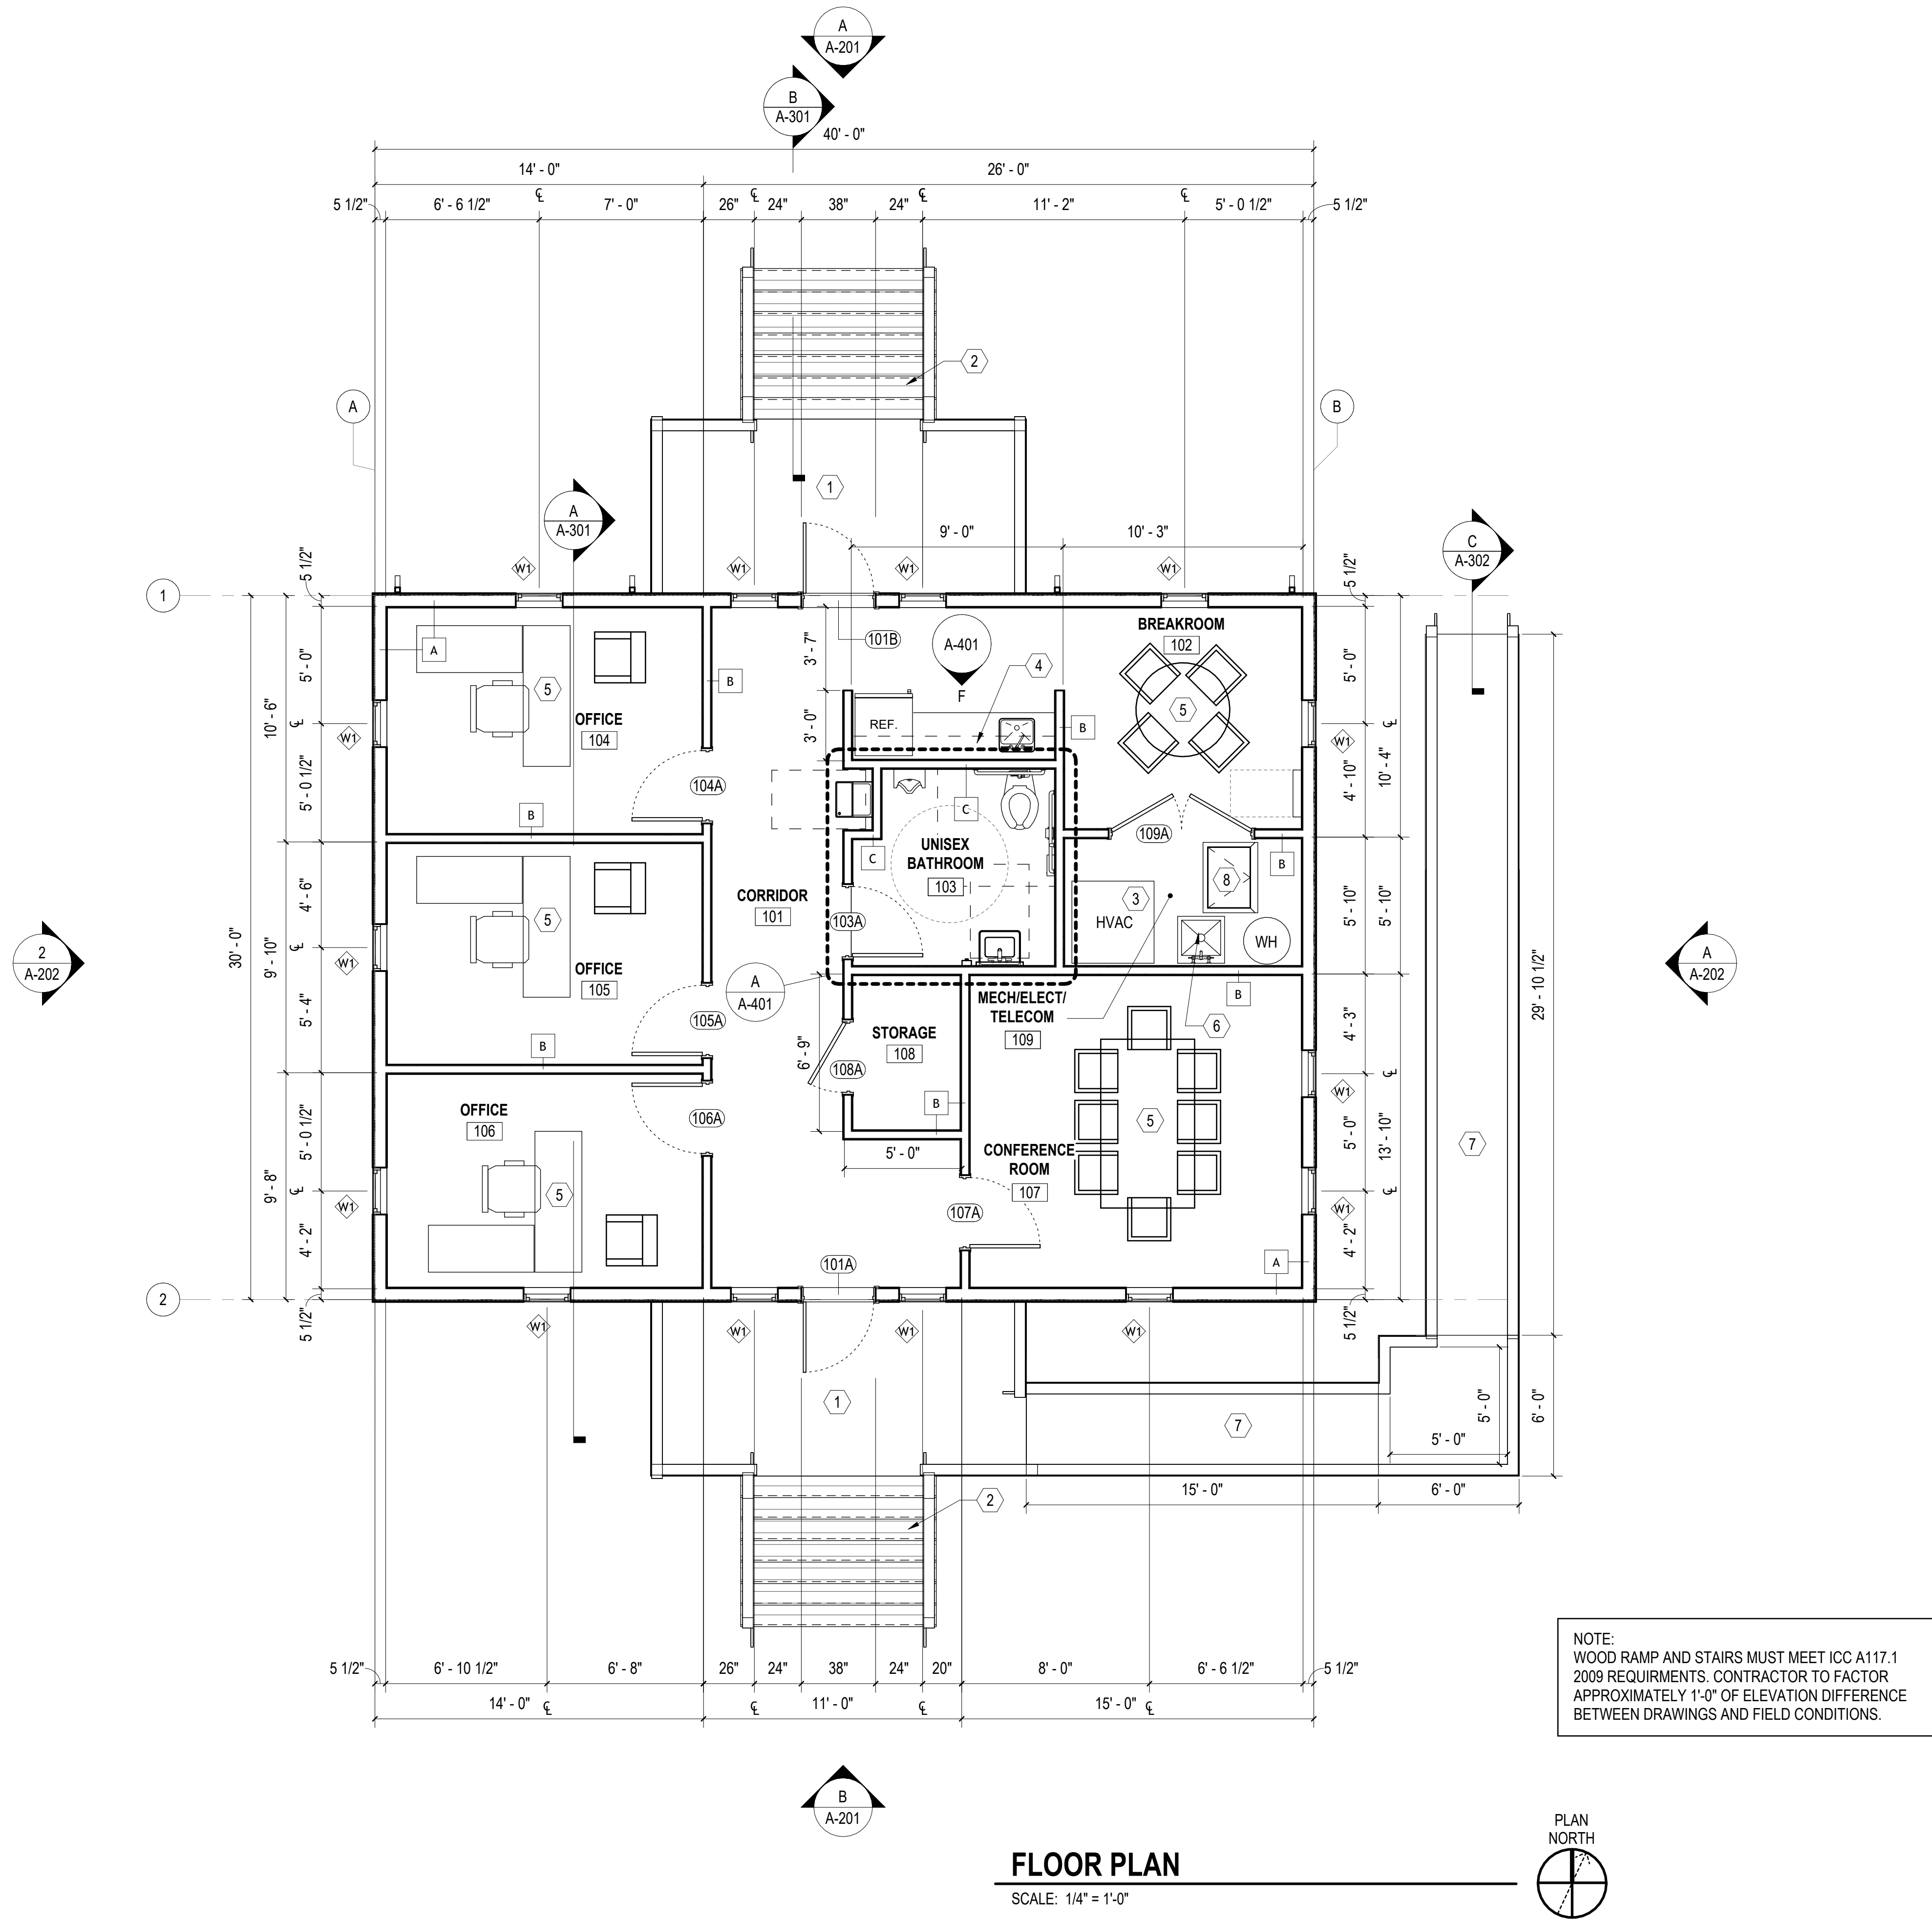 A
A-201
B
A-301
40' - 0"
14' - 0"
26' - 0"
5 1/2"
6' - 6 1/2"
℄
7' - 0"
26"
℄
24"
38"
24"
℄
11' - 2"
℄
5' - 0 1/2"
5 1/2"
2
A
B
1
A
A-301
9' - 0"
10' - 3"
C
A-302
W1
W1
W1
W1
5 1/2"
5 1/2"
1
101B
A-401
F
4
BREAKROOM
102
A
B
3' - 7"
5
5' - 0"
5' - 0"
10' - 6"
OFFICE
104
3' - 0"
REF.
B
5
℄
W1
W1
℄
10' - 4"
5' - 0 1/2"
104A
4' - 10"
B
C
109A
UNISEX
BATHROOM
103
C
B
4' - 6"
5
CORRIDOR
101
103A
3
HVAC
8
5' - 10"
5' - 10"
30' - 0"
9' - 10"
℄
W1
WH
2
A-202
A
A-202
OFFICE
105
A
A-401
MECH/ELECT/
TELECOM
109
B
6
29' - 10 1/2"
5' - 4"
105A
STORAGE
108
4' - 3"
B
6' - 9"
108A
℄
W1
OFFICE
106
106A
B
5
5' - 0 1/2"
5' - 0"
13' - 10"
7
5' - 0"
CONFERENCE
ROOM
107
9' - 8"
℄
W1
5
107A
℄
W1
4' - 2"
101A
A
4' - 2"
2
5 1/2"
W1
W1
W1
W1
5 1/2"
1
7
5' - 0"
5' - 0"
6' - 0"
15' - 0"
6' - 0"
2
5 1/2"
6' - 10 1/2"
6' - 8"
26"
24"
38"
24"
20"
8' - 0"
6' - 6 1/2"
5 1/2"
14' - 0"
℄
℄
11' - 0"
℄
15' - 0"
℄
NOTE:
WOOD RAMP AND STAIRS MUST MEET ICC A117.1
2009 REQUIRMENTS. CONTRACTOR TO FACTOR
APPROXIMATELY 1'-0" OF ELEVATION DIFFERENCE
BETWEEN DRAWINGS AND FIELD CONDITIONS.
B
A-201
PLAN
NORTH
FLOOR PLAN
SCALE: 1/4" = 1'-0"